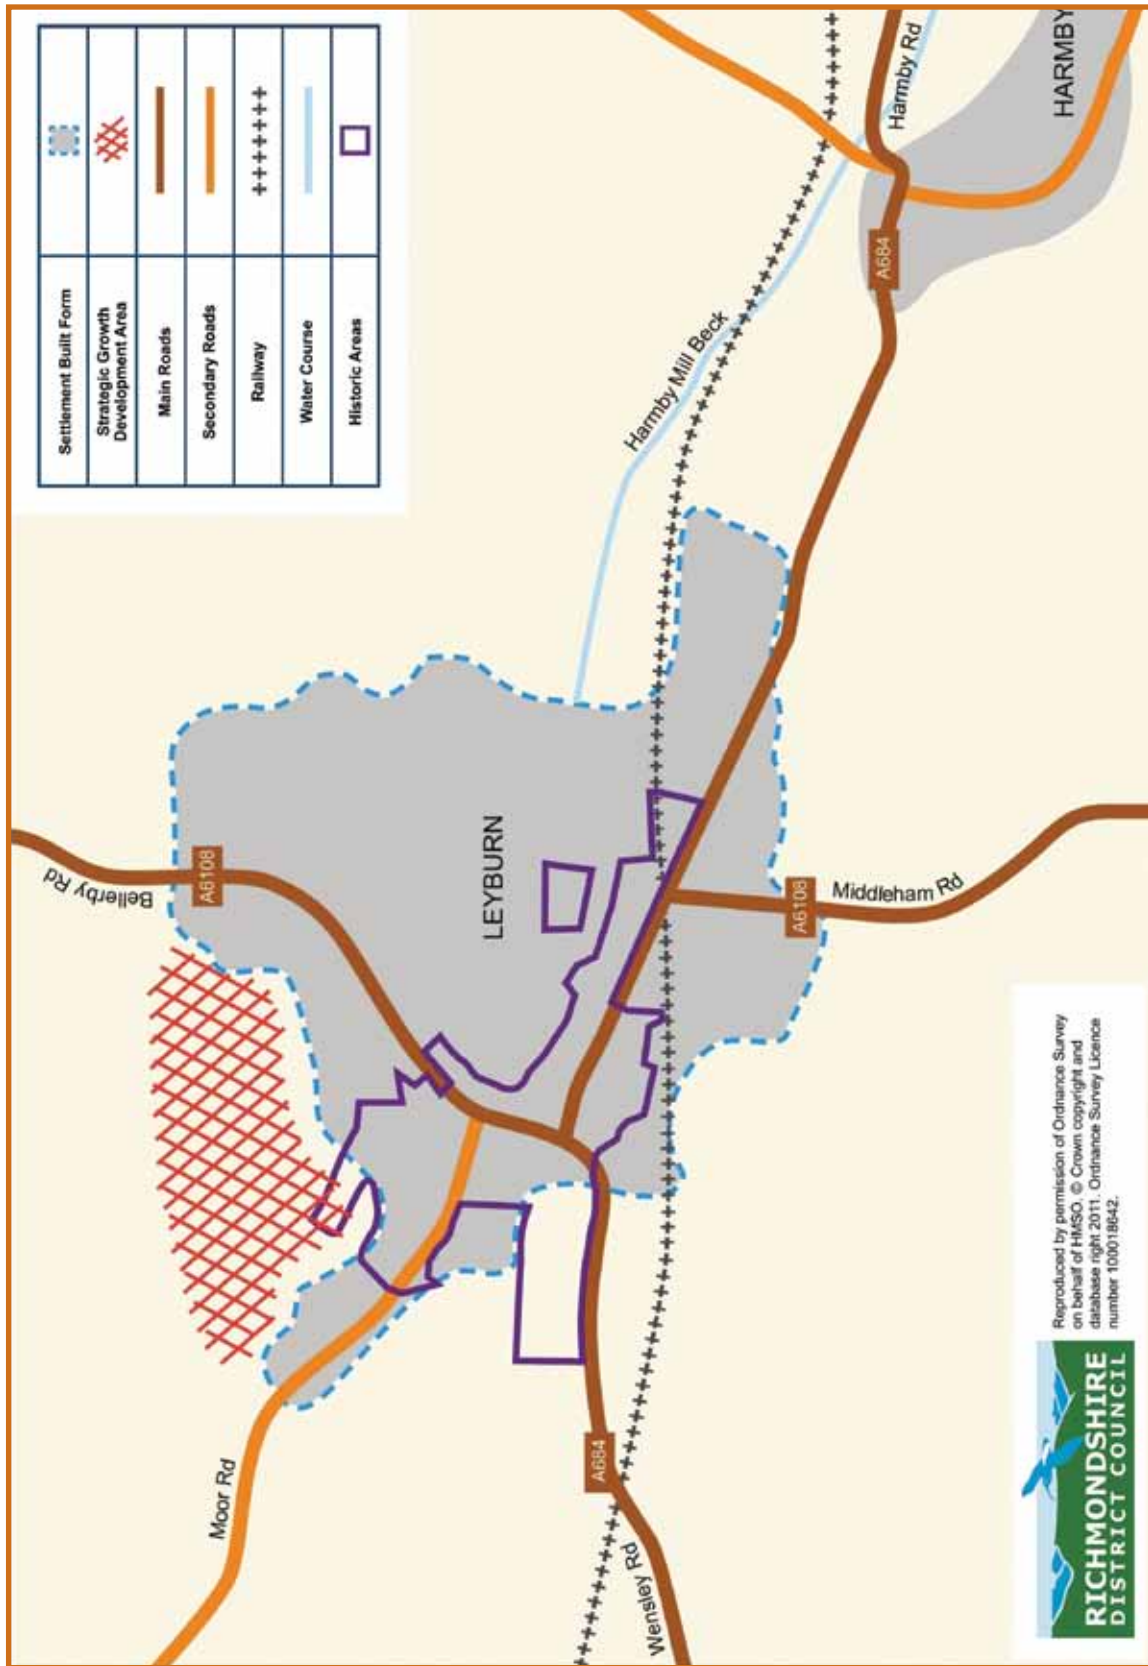 Settlement Built Form
Strategic Growth
Development Area
Main Roads
Secondary Roads
Railway
Water Course
Historic Areas
HARMBY
Harmby Rd
A684
Harmby Mill Beck
Bellerby Rd
A6108
LEYBURN
A6108
Middleham Rd
Moor Rd
A684
Wensley Rd
RICHMONDSHIRE
DISTRICT COUNCIL
Reproduced by permission of Ordnance Survey
on behalf of HMSO. © Crown copyright and
database right 2011. Ordnance Survey Licence
number 100018642.